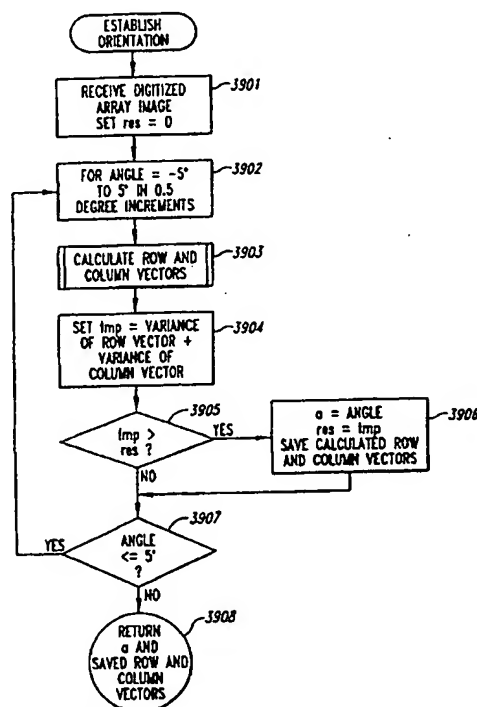 ESTABLISH
ORIENTATION
RECEIVE DIGITIZED
ARRAY IMAGE
SET res = 0
3901
FOR ANGLE = -5°
TO 5° IN 0.5
DEGREE INCREMENTS
3902
CALCULATE ROW AND
COLUMN VECTORS
3903
SET tmp = VARIANCE
OF ROW VECTOR +
VARIANCE OF
COLUMN VECTOR
3904
tmp >
res ?
3905
YES
NO
a = ANGLE
res = tmp
SAVE CALCULATED ROW
AND COLUMN VECTORS
3906
ANGLE
<= 5°
?
3907
YES
NO
RETURN
a AND
SAVED ROW AND
COLUMN
VECTORS
3908